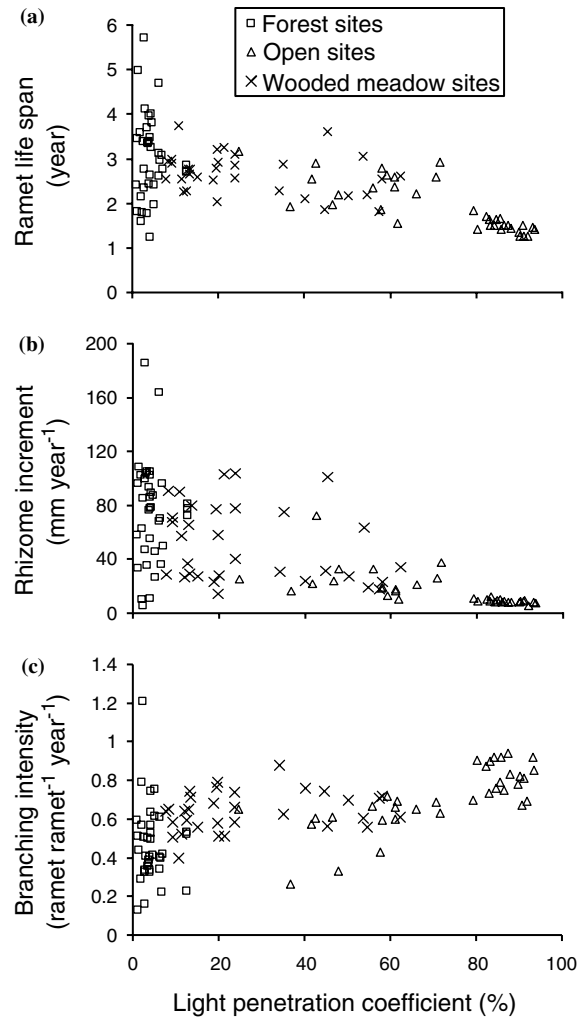 (a)
□ Forest sites
△ Open sites
× Wooded meadow sites
Ramet life span
(year)
6
5
4
3
2
1
0
(b)
Rhizome increment
(mm year⁻¹)
200
160
120
80
40
0
(c)
Branching intensity
(ramet ramet⁻¹ year⁻¹)
1.4
1.2
1
0.8
0.6
0.4
0.2
0
0 20 40 60 80 100
Light penetration coefficient (%)